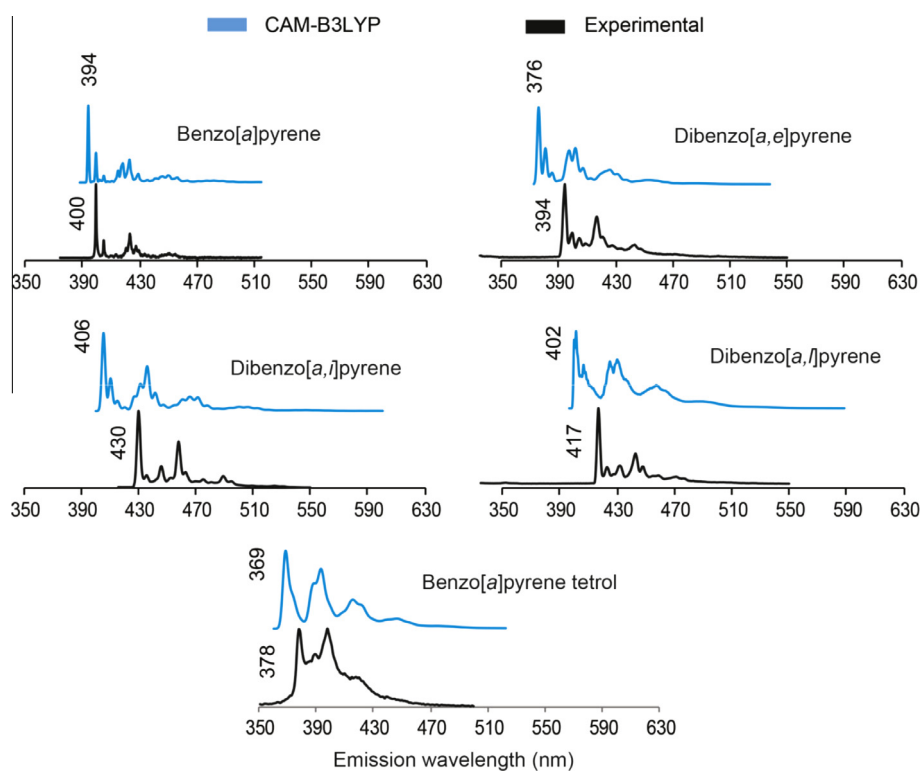 CAM-B3LYP Experimental
394
Benzo[a]pyrene
400
350 390 430 470 510 550 590 630
376
Dibenzo[a,e]pyrene
394
350 390 430 470 510 550 590 630
406
Dibenzo[a,i]pyrene
430
350 390 430 470 510 550 590 630
402
Dibenzo[a,l]pyrene
417
350 390 430 470 510 550 590 630
369
Benzo[a]pyrene tetrol
378
350 390 430 470 510 550 590 630
Emission wavelength (nm)